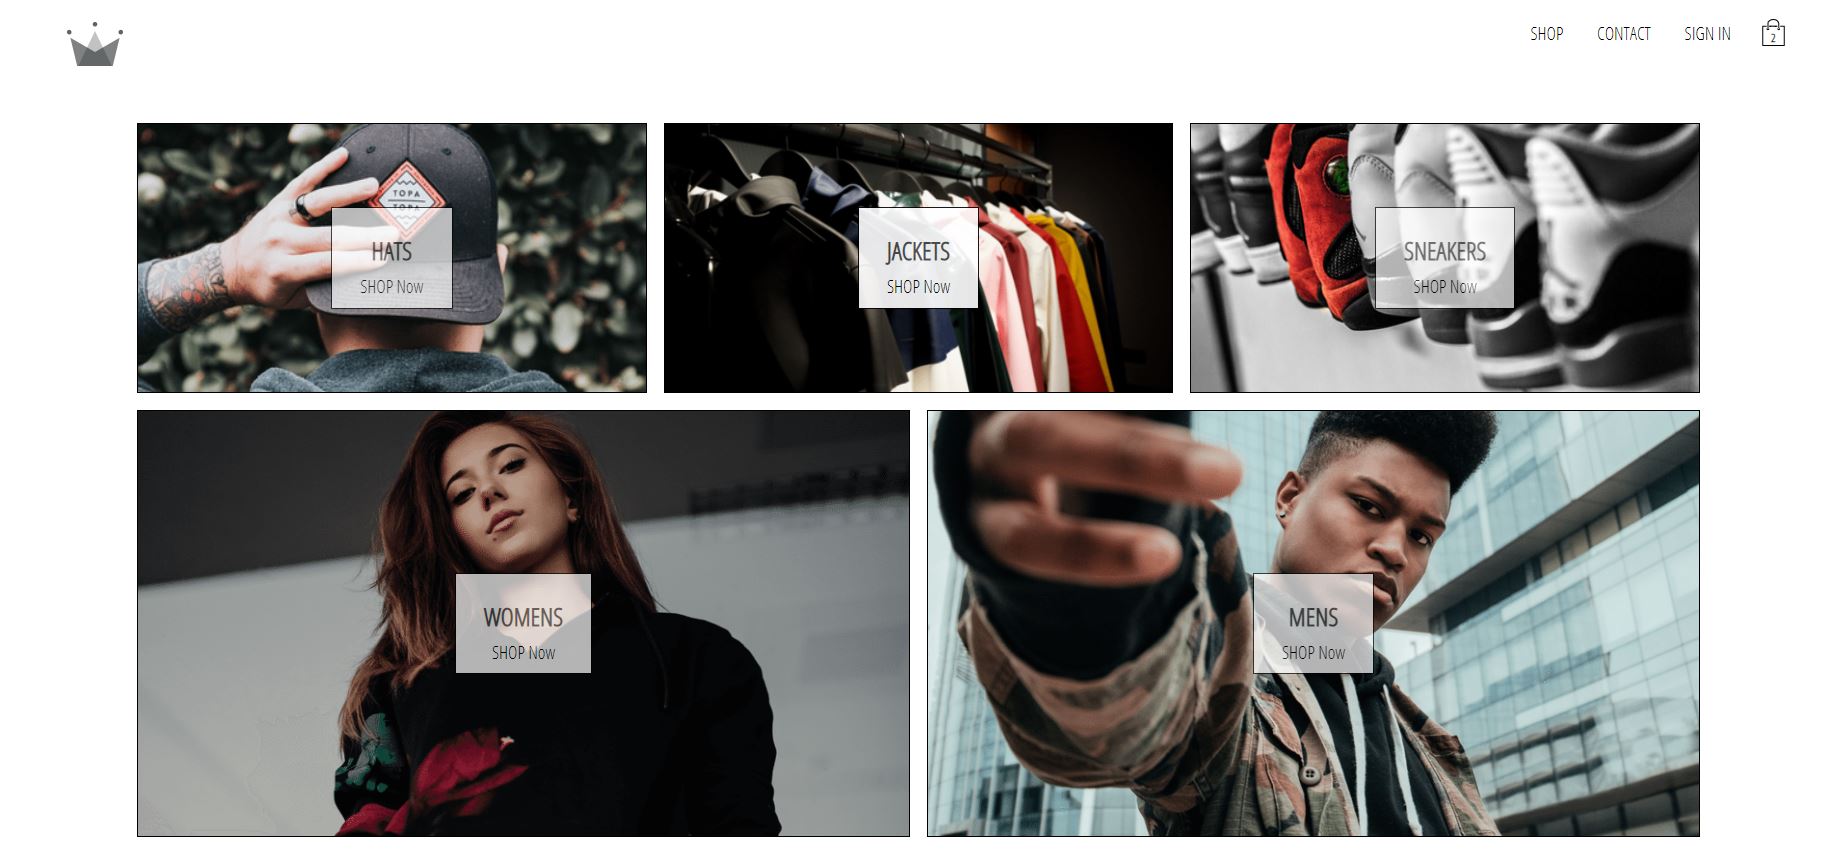 SHOP
CONTACT
SIGN IN
2
TOPA
TOPA
HATS
SHOP Now
JACKETS
SHOP Now
SNEAKERS
SHOP Now
WOMENS
SHOP Now
MENS
SHOP Now